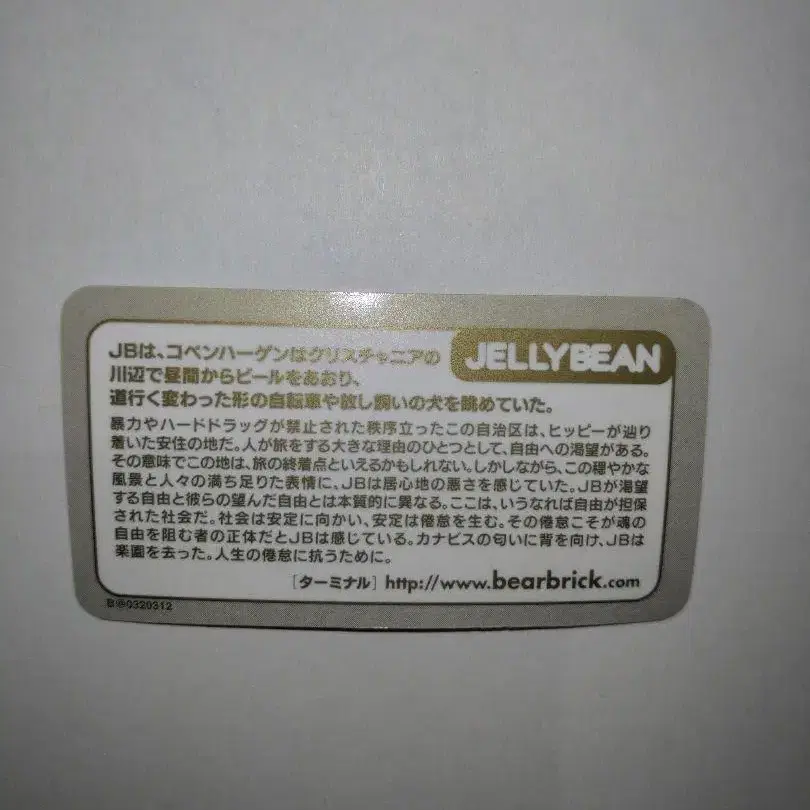 JBは、コペンハーゲンはクリスチャニアの
JELLYBEAN
川辺で昼間からビールをあおり、
道行く変わった形の自転車や放し飼いの犬を眺めていた。
暴力やハードドラッグが禁止された秩序立ったこの自治区は、ヒッピーが辿り
着いた安住の地だ。人が旅をする大きな理由のひとつとして、自由への渇望がある。
その意味でこの地は、旅の終着点といえるかもしれない。しかしながら、この穏やかな
風景と人々の満ち足りた表情に、JBは居心地の悪さを感じていた。JBが渇望
する自由と彼らの望んだ自由とは本質的に異なる。ここは、いうなれば自由が担保
された社会だ。社会は安定に向かい、安定は倦怠を生む。その倦怠こそが魂の
自由を阻む者の正体だとJBは感じている。カナビスの匂いに背を向け、JBは
楽園を去った。人生の倦怠に抗うために。
[ターミナル] http://www.bearbrick.com
B@0320312